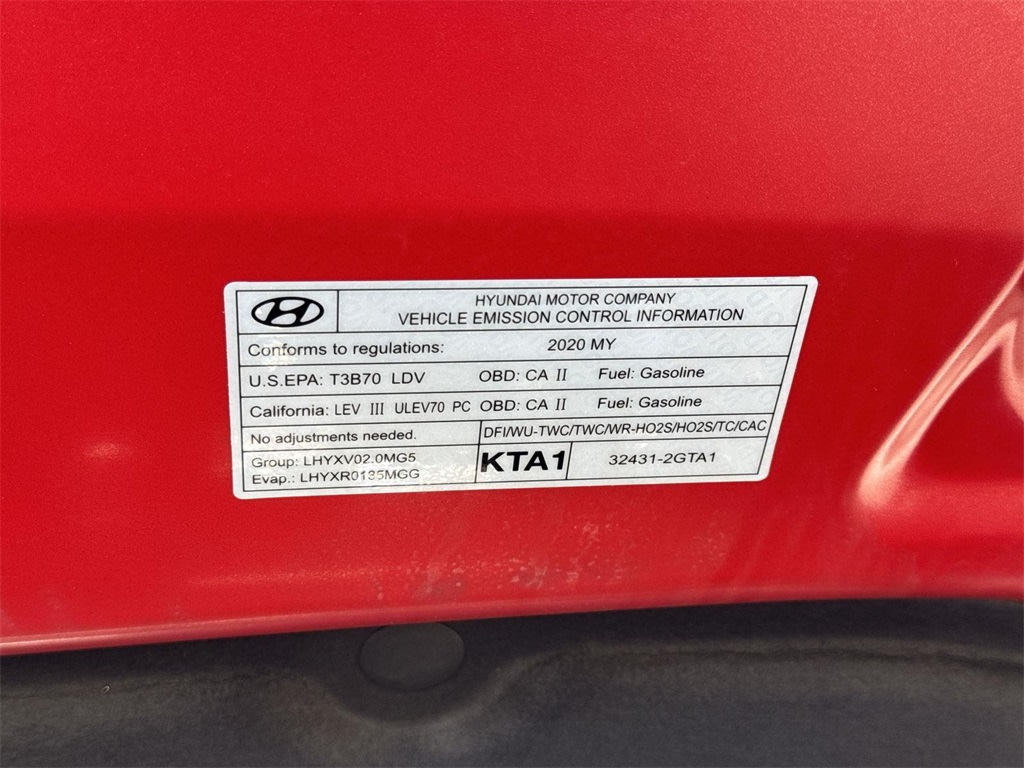 HYUNDAI MOTOR COMPANY
VEHICLE EMISSION CONTROL INFORMATION
Conforms to regulations: 2020 MY
U.S.EPA: T3B70 LDV OBD: CA II Fuel: Gasoline
California: LEV III ULEV70 PC OBD: CA II Fuel: Gasoline
No adjustments needed. DFI/WU-TWC/TWC/WR-HO2S/HO2S/TC/CAC
Group: LHYXV02.0MG5
Evap.: LHYXR0135MGG
KTA1 32431-2GTA1